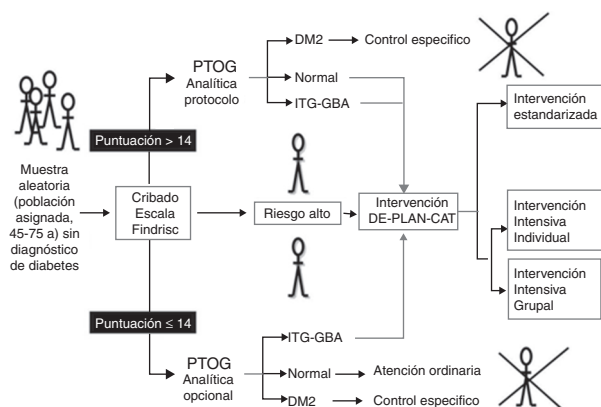 PTOG
Analítica
protocolo
DM2
Control especifico
Normal
ITG-GBA
Puntuación > 14
Muestra
aleatoria
(población
asignada,
45-75 a) sin
diagnóstico
de diabetes
Cribado
Escala
Findrisc
Riesgo alto
Intervención
DE-PLAN-CAT
Intervención
estandarizada
Intervención
Intensiva
Individual
Intervención
Intensiva
Grupal
Puntuación ≤ 14
PTOG
Analítica
opcional
ITG-GBA
Normal
Atención ordinaria
DM2
Control especifico